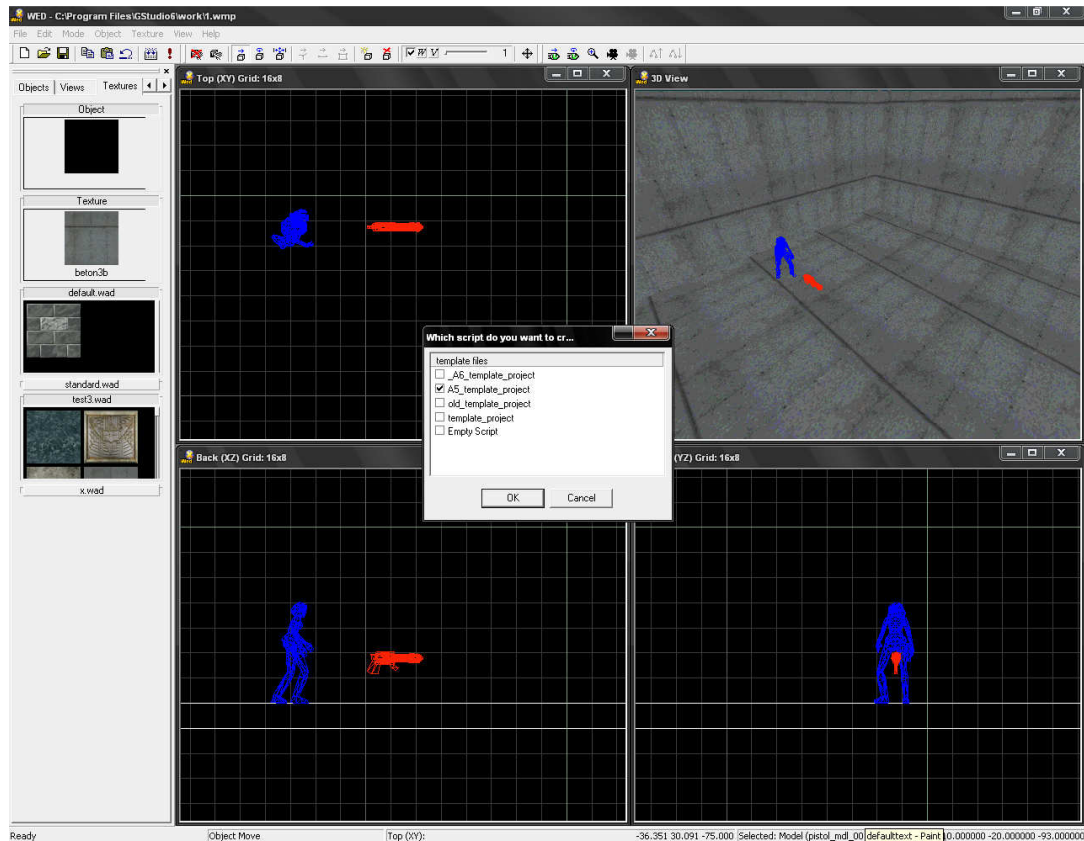 WED - C:\Program Files\GStudio6\work\1.wmp
File Edit Mode Object Texture View Help
1
Objects Views Textures
Top (XY) Grid: 16x8
3D View
Object
Texture
beton3b
default.wad
standard.wad
test3.wad
x.wad
Which script do you want to cr...
template files
_A6_template_project
A5_template_project
old_template_project
template_project
Empty Script
OK Cancel
Back (XZ) Grid: 16x8
(YZ) Grid: 16x8
Ready Object Move Top (XY): -36.351 30.091 -75.000 Selected: Model (pistol_mdl_00 defaulttext - Paint 0.000000 -20.000000 -93.000000